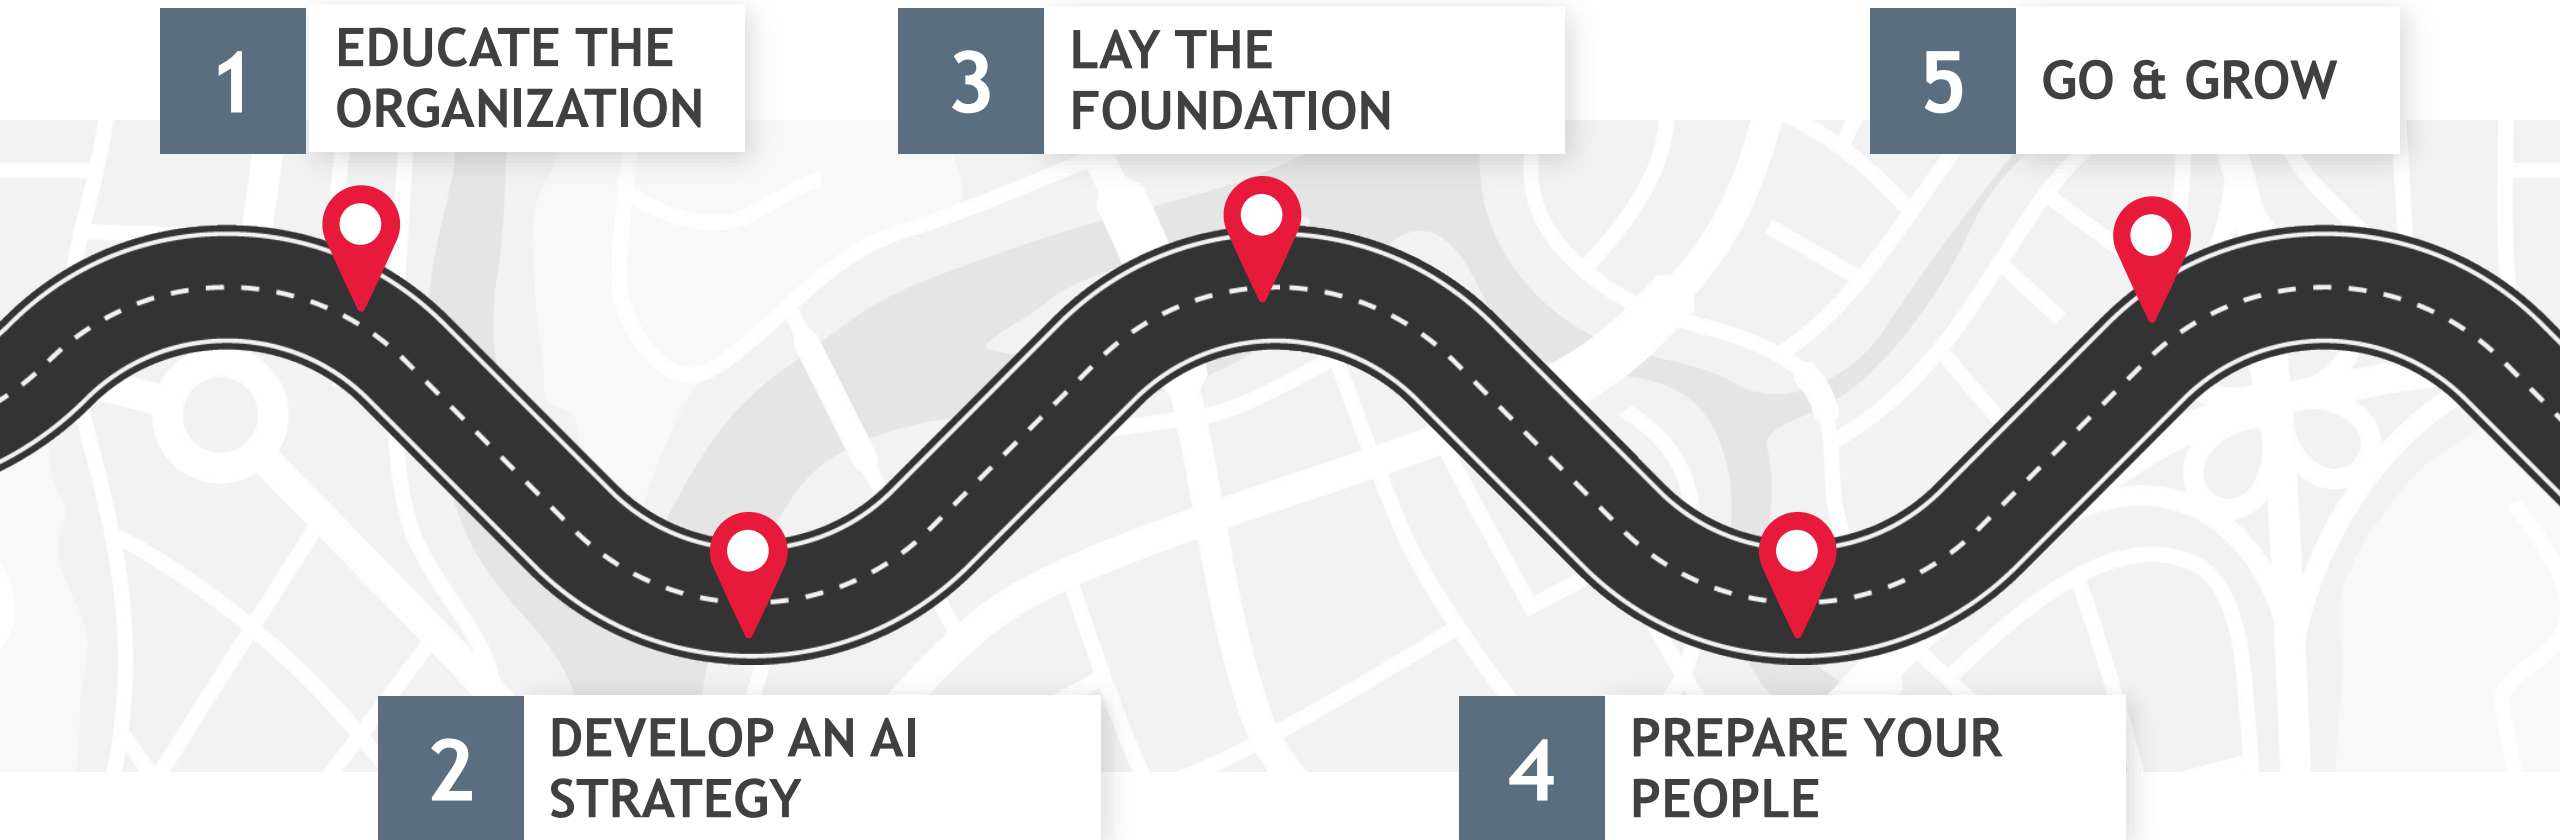 1
EDUCATE THE
ORGANIZATION
2
DEVELOP AN AI
STRATEGY
3
LAY THE
FOUNDATION
4
PREPARE YOUR
PEOPLE
5
GO & GROW